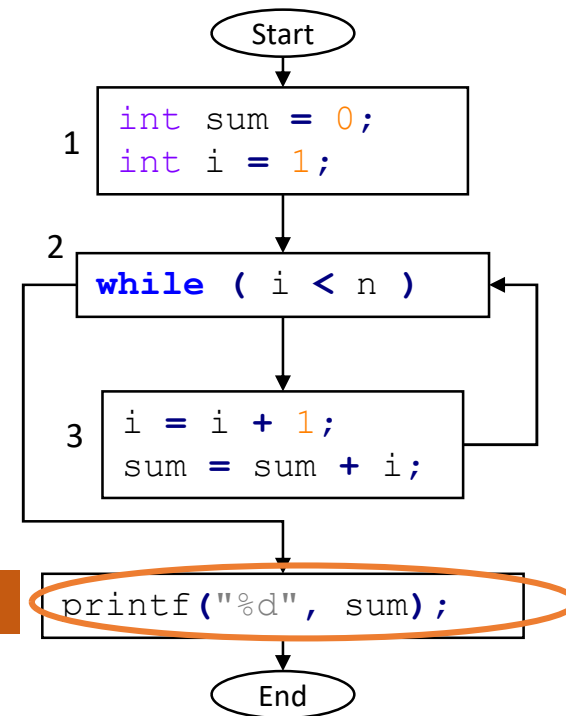 Start
1
int sum = 0;
int i = 1;
2
while ( i < n )
3
i = i + 1;
sum = sum + i;
printf("%d", sum);
End